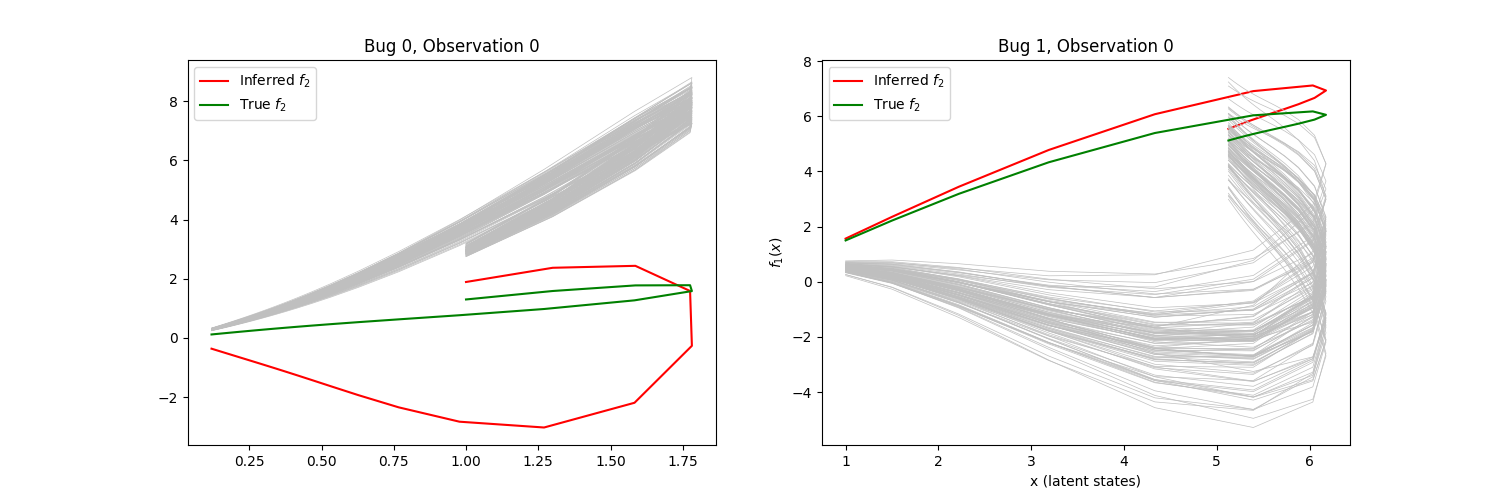 Bug 0, Observation 0
Inferred f₂
True f₂
8
6
4
2
0
−2
0.25 0.50 0.75 1.00 1.25 1.50 1.75
Bug 1, Observation 0
Inferred f₂
True f₂
8
6
4
2
0
−2
−4
f₁(x)
1 2 3 4 5 6
x (latent states)